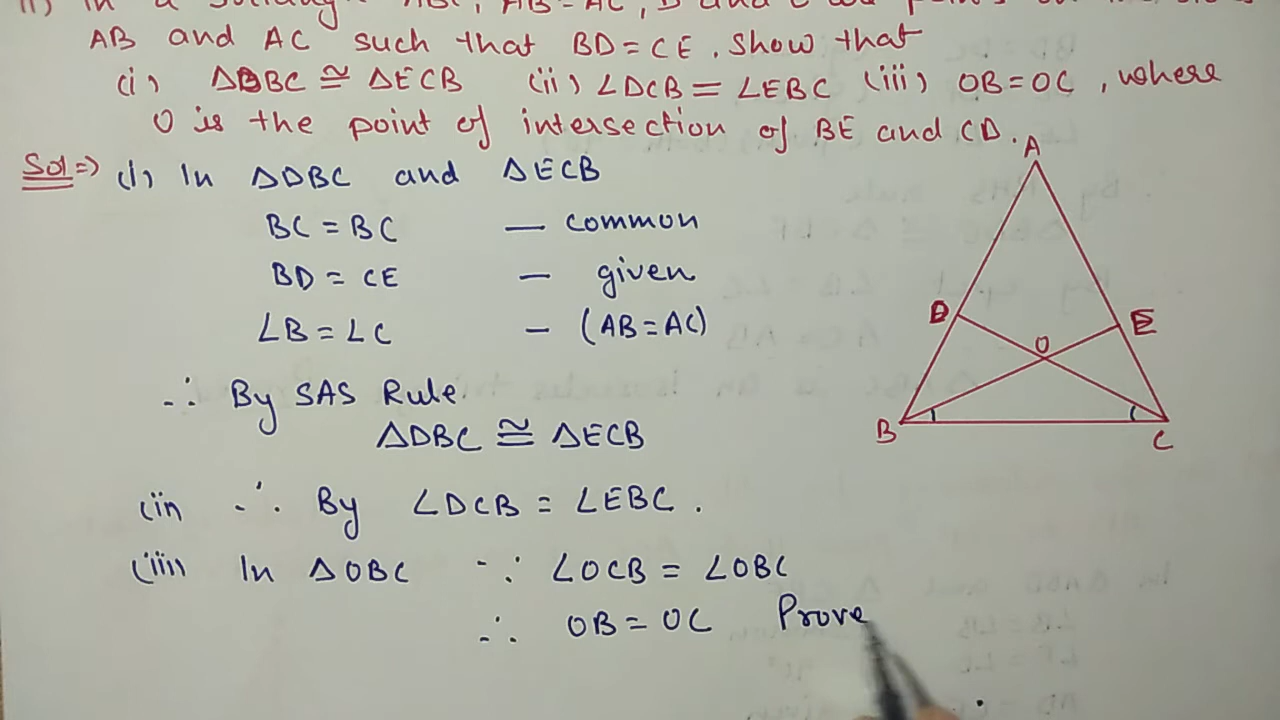 AB and AC such that BD = CE. Show that
(i) ΔDBC ≅ ΔECB (ii) ∠DCB = ∠EBC (iii) OB = OC, where
O is the point of intersection of BE and CD.
Sol⇒ (i) In ΔDBC and ΔECB
BC = BC — common
BD = CE — given
∠B = ∠C — (AB = AC)
∴ By SAS Rule
ΔDBC ≅ ΔECB
(ii) ∴ By ∠DCB = ∠EBC.
(iii) In ΔOBC ∵ ∠OCB = ∠OBC
∴ OB = OC Prove
A
D
E
O
B
C